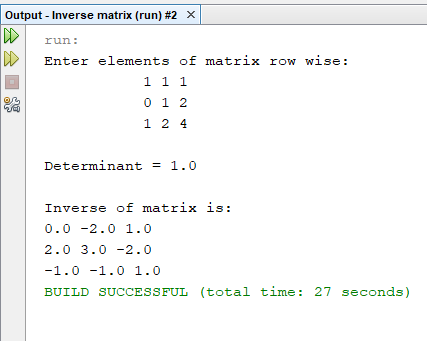 Output - Inverse matrix (run) #2 ×
run:
Enter elements of matrix row wise:
1 1 1
0 1 2
1 2 4
Determinant = 1.0
Inverse of matrix is:
0.0 -2.0 1.0
2.0 3.0 -2.0
-1.0 -1.0 1.0
BUILD SUCCESSFUL (total time: 27 seconds)